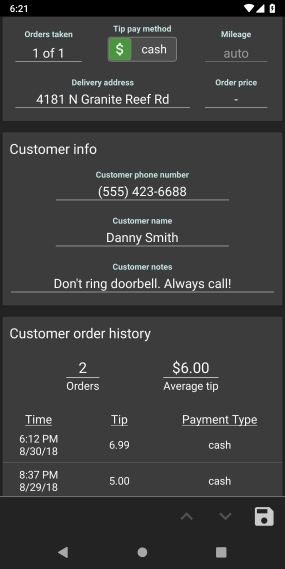 6:21
Orders taken
Tip pay method
Mileage
1 of 1
$ cash
auto
Delivery address
Order price
4181 N Granite Reef Rd
-
Customer info
Customer phone number
(555) 423-6688
Customer name
Danny Smith
Customer notes
Don't ring doorbell. Always call!
Customer order history
2
$6.00
Orders
Average tip
Time
Tip
Payment Type
6:12 PM
8/30/18
6.99
cash
8:37 PM
8/29/18
5.00
cash